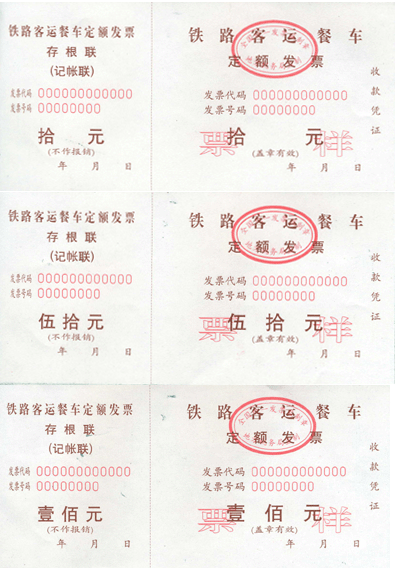 铁路客运餐车定额发票
存根联
(记帐联)
发票代码 000000000000
发票号码 00000000
拾 元
(不作报销)
年 月 日
铁路客运餐车
定额发票
发票代码 000000000000
发票号码 00000000
拾 元
票样
(盖章有效)
年 月 日
收款凭证
铁路客运餐车定额发票
存根联
(记帐联)
发票代码 000000000000
发票号码 00000000
伍拾元
(不作报销)
年 月 日
铁路客运餐车
定额发票
发票代码 000000000000
发票号码 00000000
伍拾元
票样
(盖章有效)
年 月 日
收款凭证
铁路客运餐车定额发票
存根联
(记帐联)
发票代码 000000000000
发票号码 00000000
壹佰元
(不作报销)
年 月 日
铁路客运餐车
定额发票
发票代码 000000000000
发票号码 00000000
壹佰元
票样
(盖章有效)
年 月 日
收款凭证